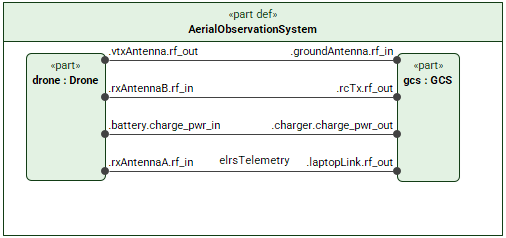 «part def»
AerialObservationSystem
«part»
drone : Drone
.vtxAntenna.rf_out
.groundAntenna.rf_in
«part»
gcs : GCS
.rxAntennaB.rf_in
.rcTx.rf_out
.battery.charge_pwr_in
.charger.charge_pwr_out
.rxAntennaA.rf_in
elrsTelemetry
.laptopLink.rf_out